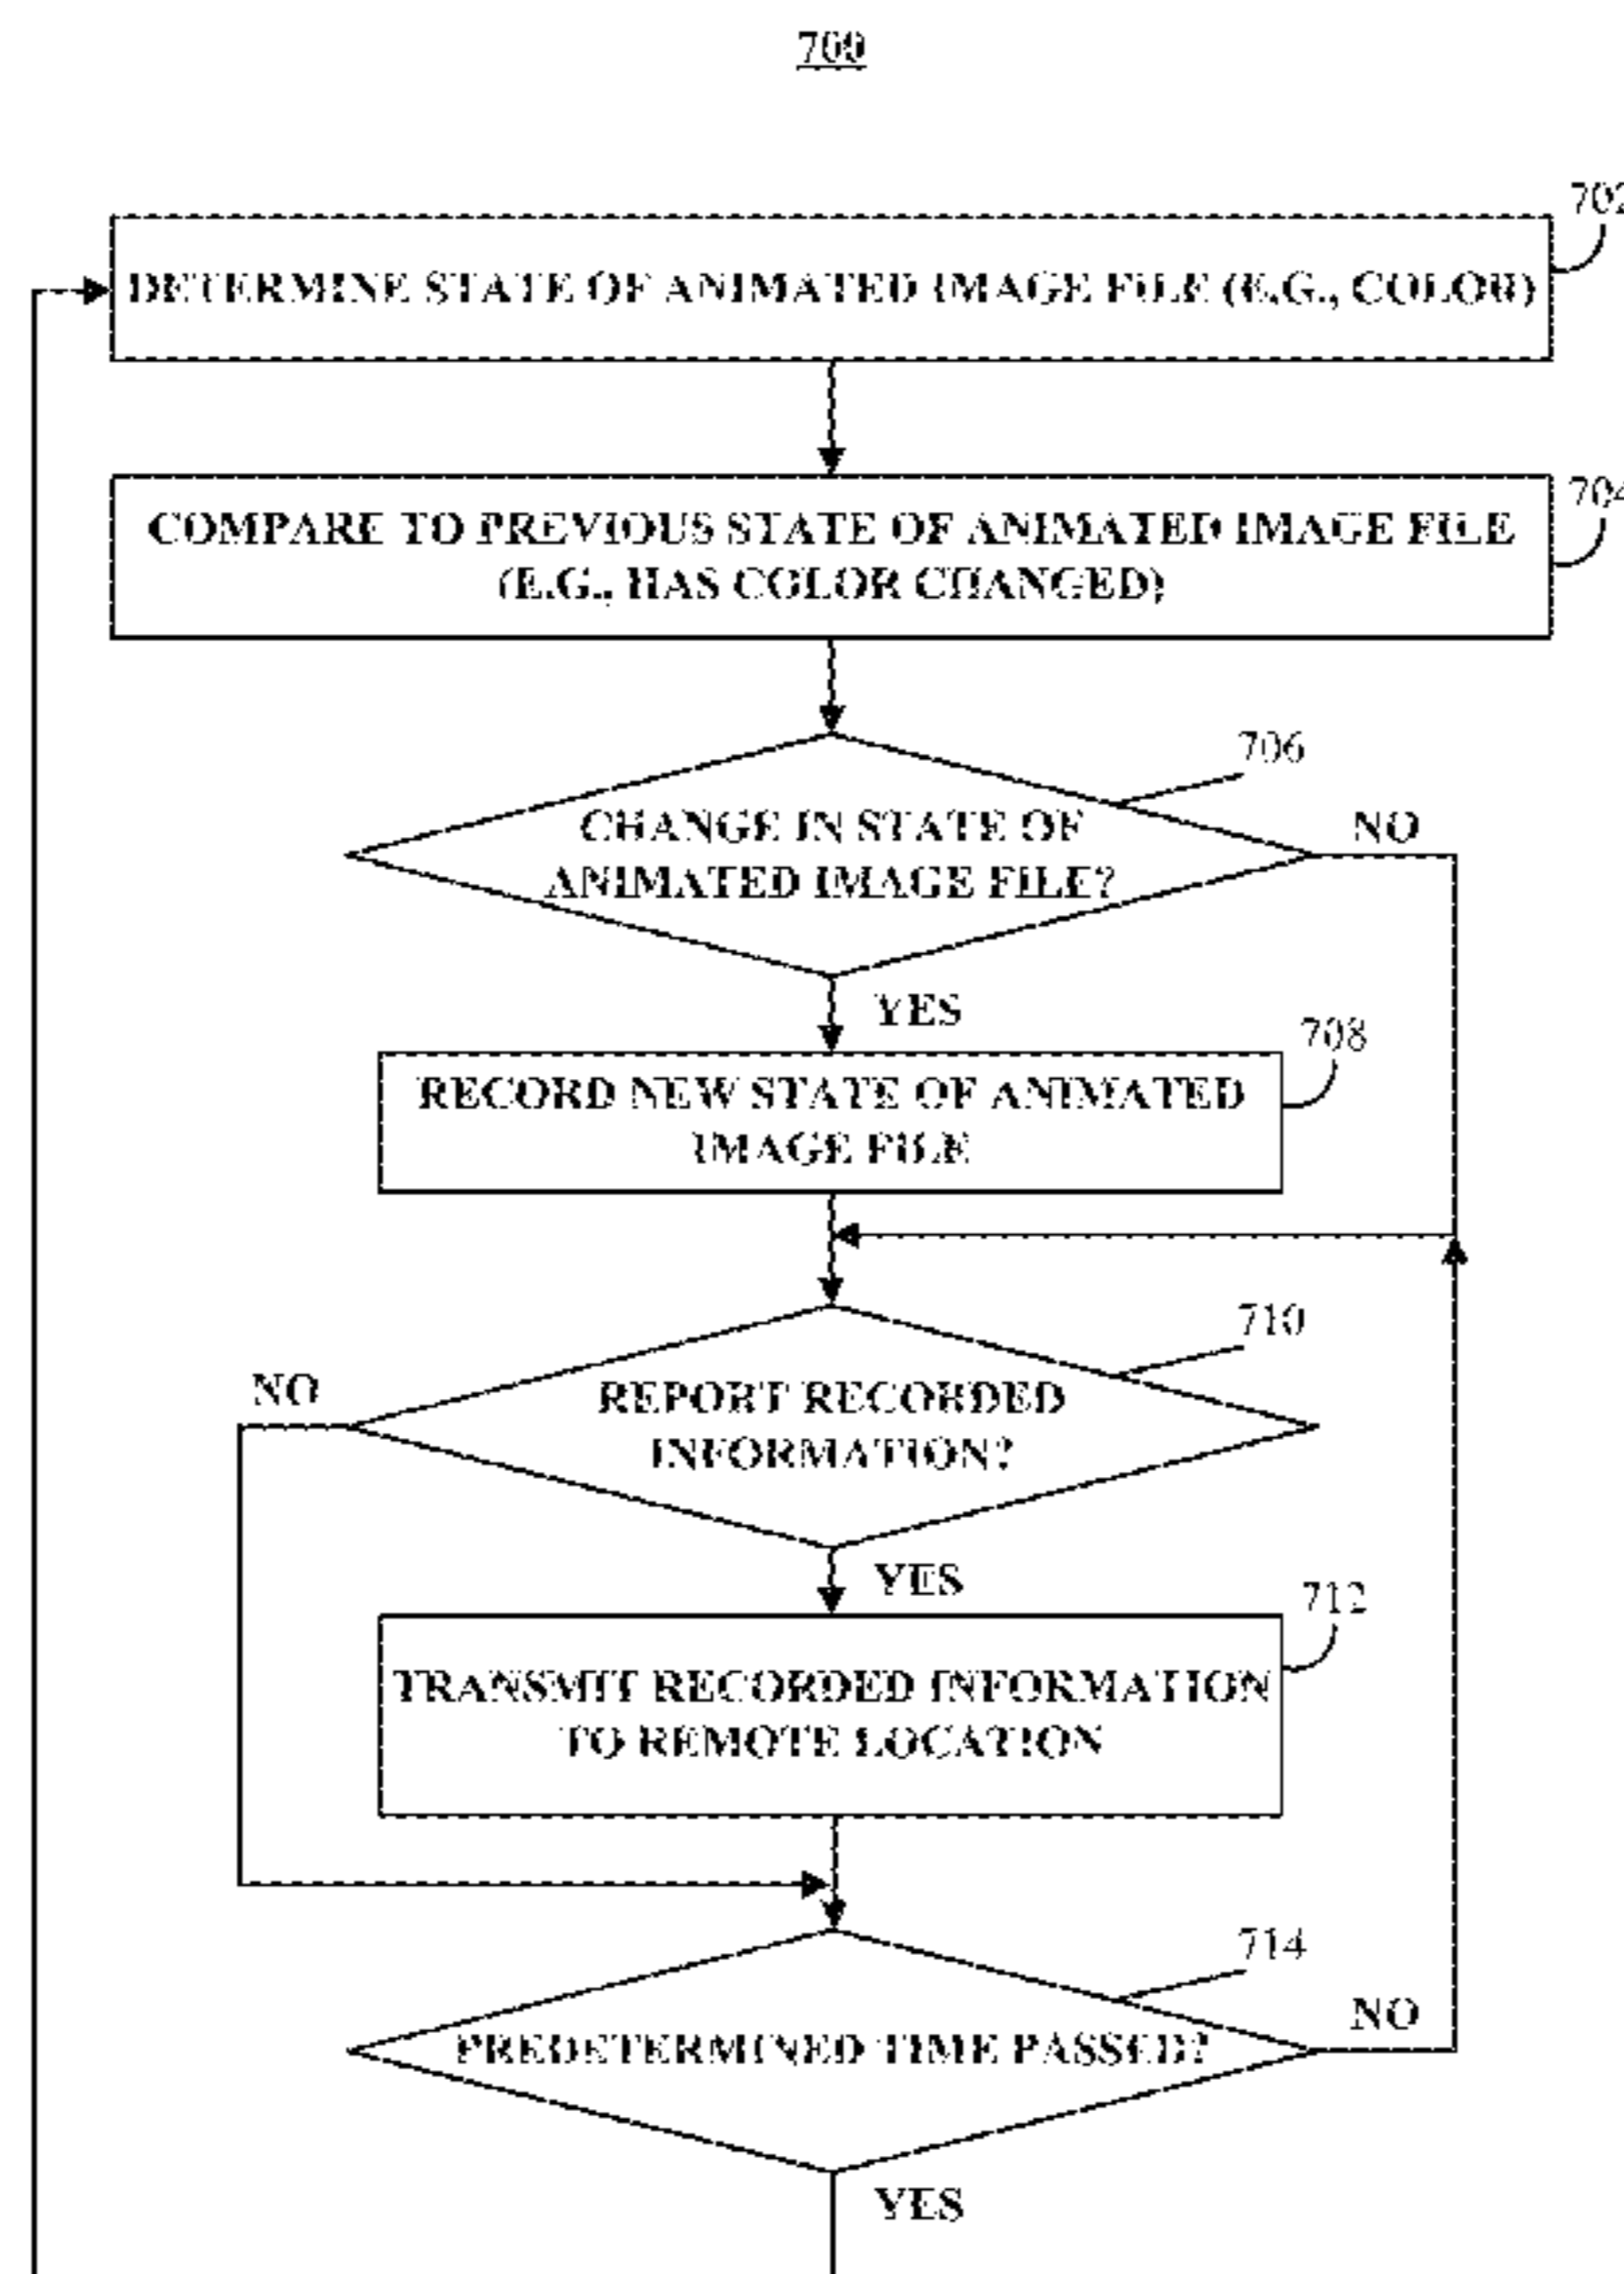 700
702
DETERMINE STATE OF ANIMATED IMAGE FILE (E.G., COLOR)
704
COMPARE TO PREVIOUS STATE OF ANIMATED IMAGE FILE
(E.G., HAS COLOR CHANGED)
706
CHANGE IN STATE OF
ANIMATED IMAGE FILE?
NO
YES
708
RECORD NEW STATE OF ANIMATED
IMAGE FILE
710
NO
REPORT RECORDED
INFORMATION?
YES
712
TRANSMIT RECORDED INFORMATION
TO REMOTE LOCATION
714
NO
PREDETERMINED TIME PASSED?
YES